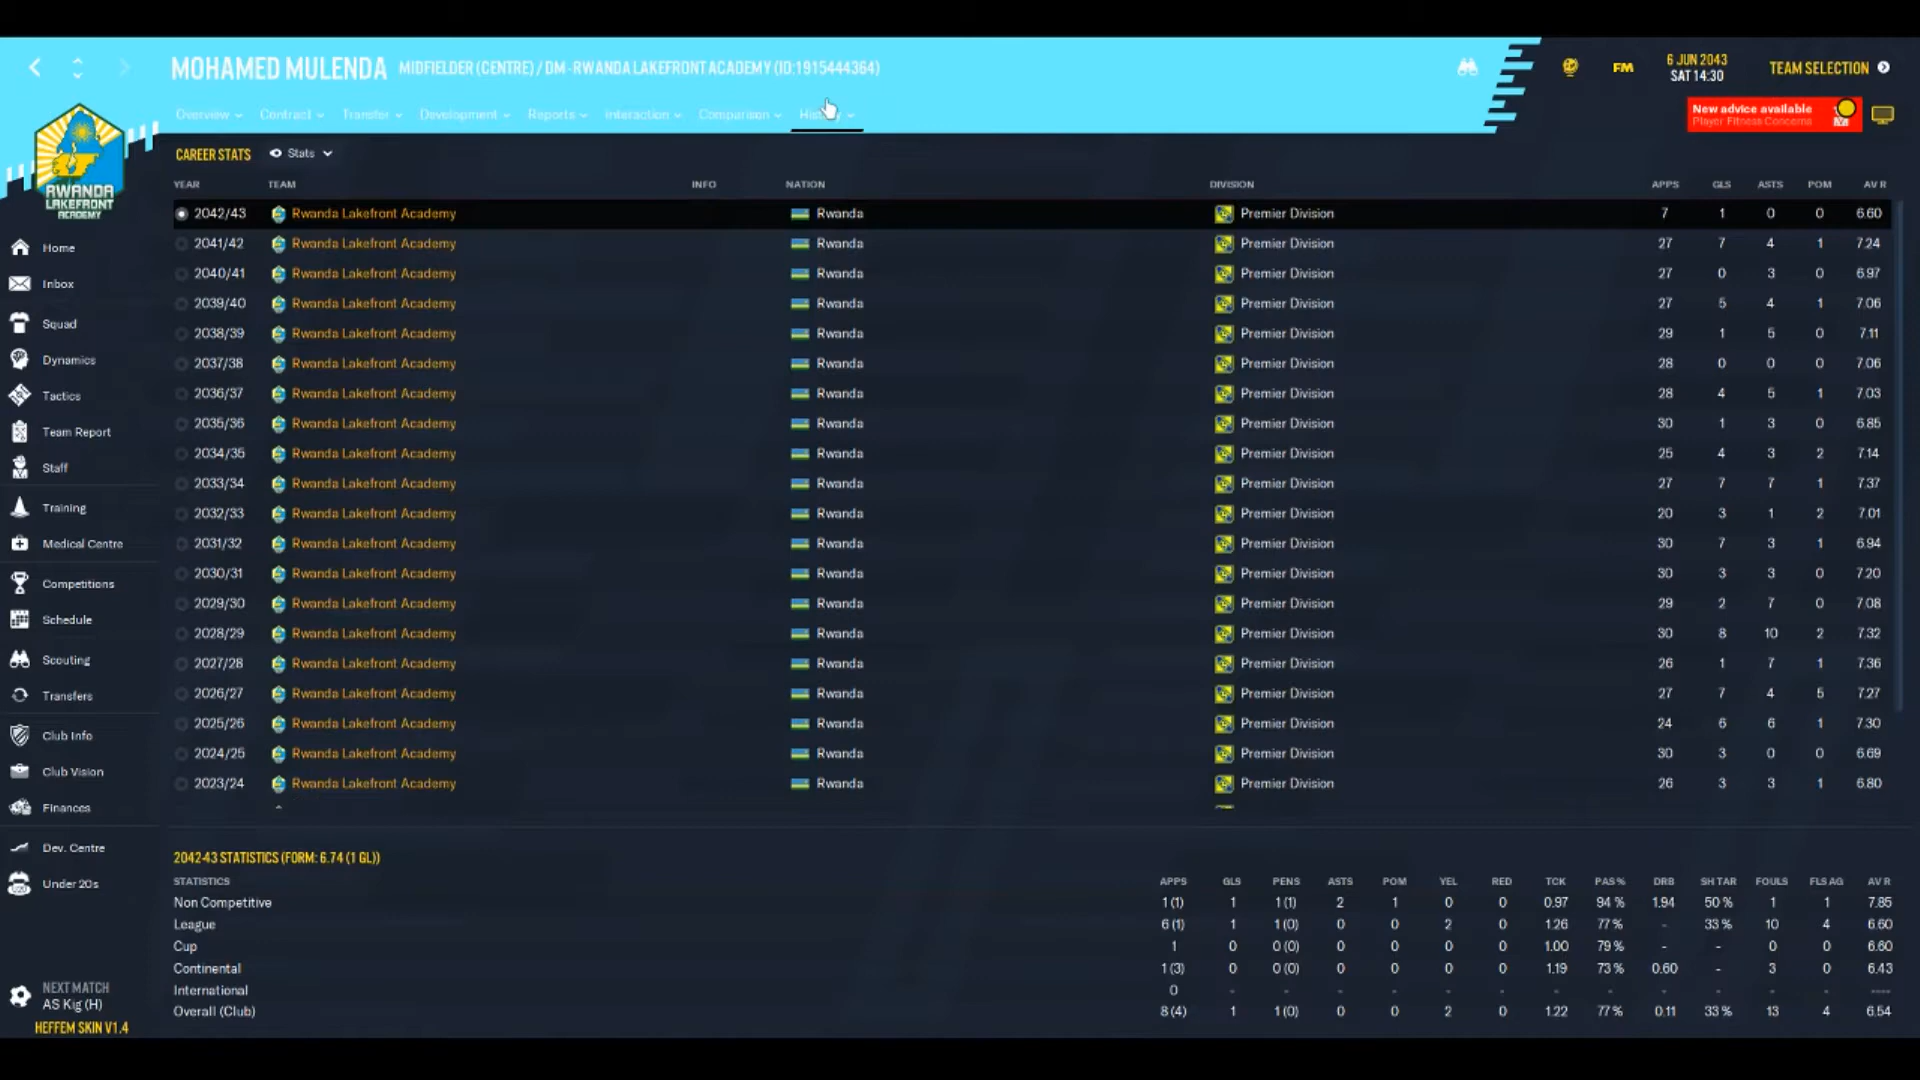 MOHAMED MULENDA MIDFIELDER (CENTRE) / DM - RWANDA LAKEFRONT ACADEMY (ID:1915444364)
FM
6 JUN 2043
SAT 14:30
TEAM SELECTION
Overview Contract Transfer Development Reports Interaction Comparison
New advice available
Player Fitness Concerns
RWANDA
LAKEFRONT
ACADEMY
CAREER STATS Stats
YEAR TEAM INFO NATION DIVISION APPS GLS ASTS POM AV R
2042/43 Rwanda Lakefront Academy Rwanda Premier Division 7 1 0 0 6.60
2041/42 Rwanda Lakefront Academy Rwanda Premier Division 27 7 4 1 7.24
2040/41 Rwanda Lakefront Academy Rwanda Premier Division 27 0 3 0 6.97
2039/40 Rwanda Lakefront Academy Rwanda Premier Division 27 5 4 1 7.06
2038/39 Rwanda Lakefront Academy Rwanda Premier Division 29 1 5 0 7.11
2037/38 Rwanda Lakefront Academy Rwanda Premier Division 28 0 0 0 7.06
2036/37 Rwanda Lakefront Academy Rwanda Premier Division 28 4 5 1 7.03
2035/36 Rwanda Lakefront Academy Rwanda Premier Division 30 1 3 0 6.85
2034/35 Rwanda Lakefront Academy Rwanda Premier Division 25 4 3 2 7.14
2033/34 Rwanda Lakefront Academy Rwanda Premier Division 27 7 7 1 7.37
2032/33 Rwanda Lakefront Academy Rwanda Premier Division 20 3 1 2 7.01
2031/32 Rwanda Lakefront Academy Rwanda Premier Division 30 7 3 1 6.94
2030/31 Rwanda Lakefront Academy Rwanda Premier Division 30 3 3 0 7.20
2029/30 Rwanda Lakefront Academy Rwanda Premier Division 29 2 7 0 7.08
2028/29 Rwanda Lakefront Academy Rwanda Premier Division 30 8 10 2 7.32
2027/28 Rwanda Lakefront Academy Rwanda Premier Division 26 1 7 1 7.36
2026/27 Rwanda Lakefront Academy Rwanda Premier Division 27 7 4 5 7.27
2025/26 Rwanda Lakefront Academy Rwanda Premier Division 24 6 6 1 7.30
2024/25 Rwanda Lakefront Academy Rwanda Premier Division 30 3 0 0 6.69
2023/24 Rwanda Lakefront Academy Rwanda Premier Division 26 3 3 1 6.80
Home
Inbox
Squad
Dynamics
Tactics
Team Report
Staff
Training
Medical Centre
Competitions
Schedule
Scouting
Transfers
Club Info
Club Vision
Finances
Dev. Centre
Under 20s
NEXT MATCH
AS Kig (H)
HEFFEM SKIN V1.4
2042-43 STATISTICS (FORM: 6.74 (1 GL))
STATISTICS APPS GLS PENS ASTS POM YEL RED TCK PAS % DRB SH TAR FOULS FLS AG AV R
Non Competitive 1 (1) 1 1 (1) 2 1 0 0 0.97 94 % 1.94 50 % 1 1 7.85
League 6 (1) 1 1 (0) 0 0 2 0 1.26 77 % - 33 % 10 4 6.60
Cup 1 0 0 (0) 0 0 0 0 1.00 79 % - - 0 0 6.60
Continental 1 (3) 0 0 (0) 0 0 0 0 1.19 73 % 0.60 - 3 0 6.43
International 0 - - - - - - - - - - - - ----
Overall (Club) 8 (4) 1 1 (0) 0 0 2 0 1.22 77 % 0.11 33 % 13 4 6.54